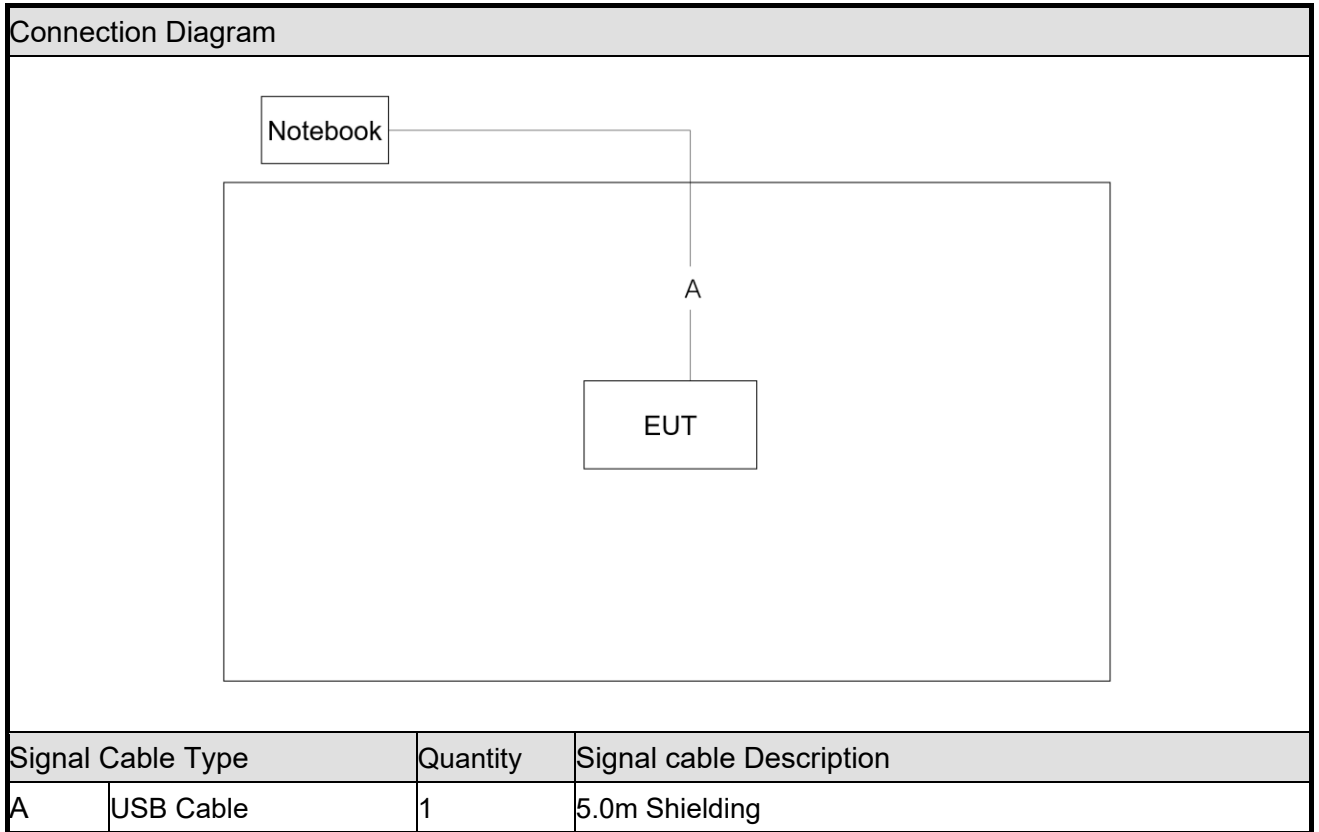 Connection Diagram
Notebook
A
EUT
Signal Cable Type Quantity Signal cable Description
A USB Cable 1 5.0m Shielding